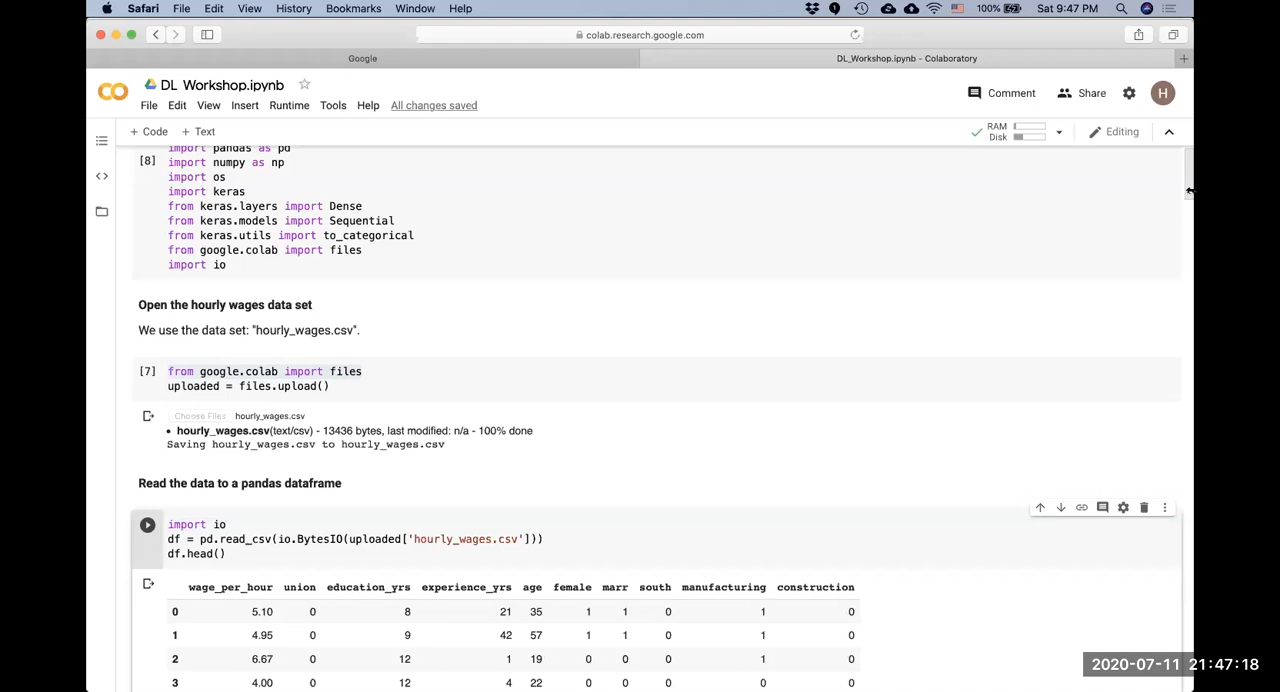 Safari File Edit View History Bookmarks Window Help 100% Sat 9:47 PM
colab.research.google.com
Google DL_Workshop.ipynb - Colaboratory
DL_Workshop.ipynb
Comment Share H
File Edit View Insert Runtime Tools Help All changes saved
+ Code + Text RAM Disk Editing
import pandas as pd
[8] import numpy as np
import os
import keras
from keras.layers import Dense
from keras.models import Sequential
from keras.utils import to_categorical
from google.colab import files
import io
Open the hourly wages data set
We use the data set: "hourly_wages.csv".
[7] from google.colab import files
uploaded = files.upload()
Choose Files hourly_wages.csv
• hourly_wages.csv(text/csv) - 13436 bytes, last modified: n/a - 100% done
Saving hourly_wages.csv to hourly_wages.csv
Read the data to a pandas dataframe
import io
df = pd.read_csv(io.BytesIO(uploaded['hourly_wages.csv']))
df.head()
wage_per_hour union education_yrs experience_yrs age female marr south manufacturing construction
0 5.10 0 8 21 35 1 1 0 1 0
1 4.95 0 9 42 57 1 1 0 1 0
2 6.67 0 12 1 19 0 0 0 1 0
3 4.00 0 12 4 22 0 0 0 0 0
2020-07-11 21:47:18